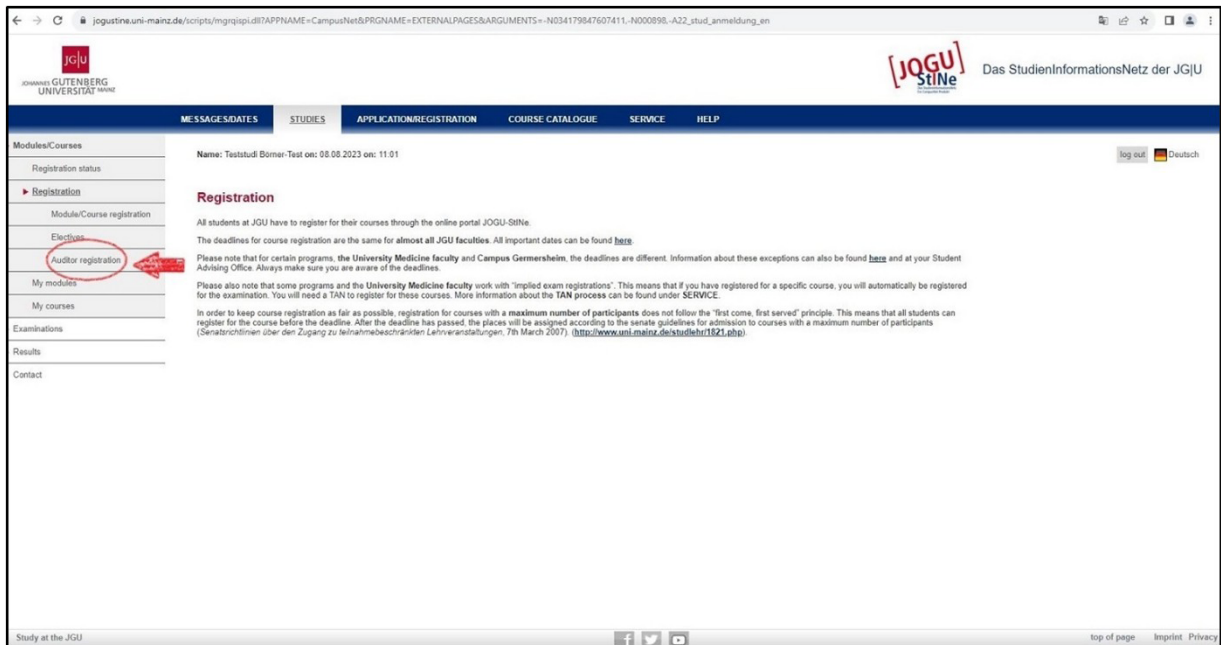 jogustine.uni-mainz.de/scripts/mgrqispi.dll?APPNAME=CampusNet&PRGNAME=EXTERNALPAGES&ARGUMENTS=-N034179847607411,-N000898,-A22_stud_anmeldung_en
JG|U
JOHANNES GUTENBERG
UNIVERSITÄT MAINZ
[JOGU
StINe]
Das StudienInformationsNetz der JG|U
MESSAGES/DATES STUDIES APPLICATION/REGISTRATION COURSE CATALOGUE SERVICE HELP
Modules/Courses
Registration status
Registration
Module/Course registration
Electives
Auditor registration
My modules
My courses
Examinations
Results
Contact
Name: Teststudi Börner-Test on: 08.08.2023 on: 11:01
log out Deutsch
Registration
All students at JGU have to register for their courses through the online portal JOGU-StINe.
The deadlines for course registration are the same for almost all JGU faculties. All important dates can be found here.
Please note that for certain programs, the University Medicine faculty and Campus Germersheim, the deadlines are different. Information about these exceptions can also be found here and at your Student
Advising Office. Always make sure you are aware of the deadlines.
Please also note that some programs and the University Medicine faculty work with "implied exam registrations". This means that if you have registered for a specific course, you will automatically be registered
for the examination. You will need a TAN to register for these courses. More information about the TAN process can be found under SERVICE.
In order to keep course registration as fair as possible, registration for courses with a maximum number of participants does not follow the "first come, first served" principle. This means that all students can
register for the course before the deadline. After the deadline has passed, the places will be assigned according to the senate guidelines for admission to courses with a maximum number of participants
(Senatsrichtlinien über den Zugang zu teilnahmebeschränkten Lehrveranstaltungen, 7th March 2007). (http://www.uni-mainz.de/studlehr/1821.php).
Study at the JGU
top of page Imprint Privacy